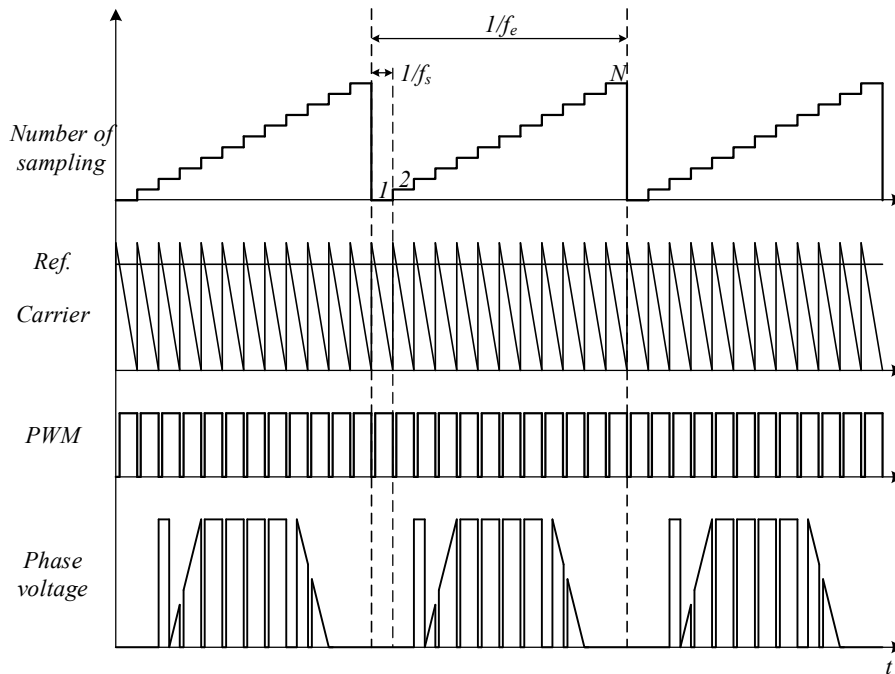 1/fe
1/fs
N
Number of
sampling
1
2
Ref.
Carrier
PWM
Phase
voltage
t